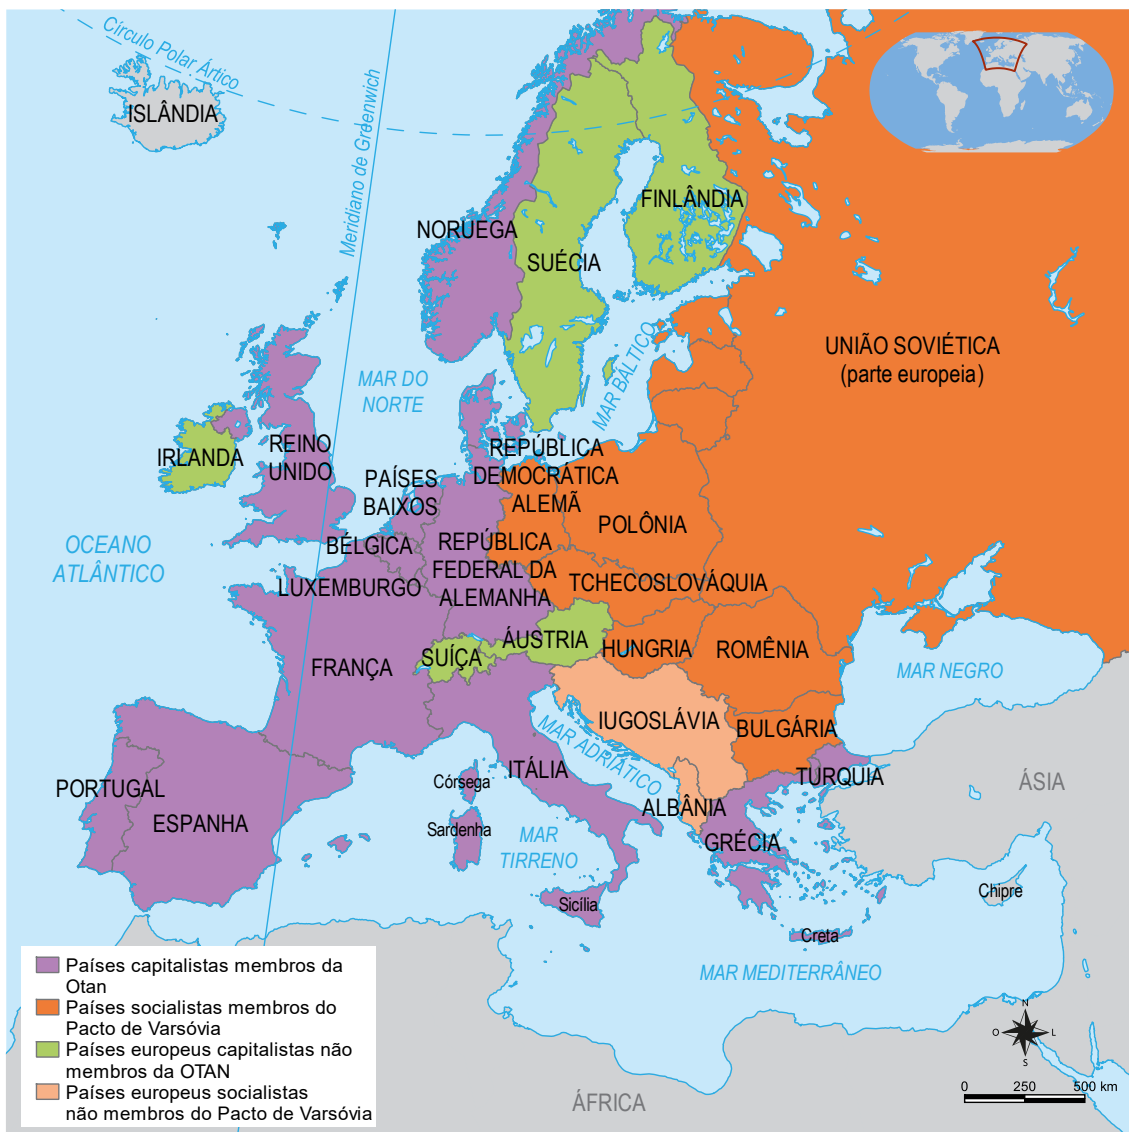 Círculo Polar Ártico
Meridiano de Greenwich
ISLÂNDIA
NORUEGA
SUÉCIA
FINLÂNDIA
UNIÃO SOVIÉTICA
(parte europeia)
MAR DO
NORTE
MAR BÁLTICO
IRLANDA
REINO
UNIDO
PAÍSES
BAIXOS
REPÚBLICA
DEMOCRÁTICA
ALEMÃ
POLÔNIA
OCEANO
ATLÂNTICO
BÉLGICA
LUXEMBURGO
REPÚBLICA
FEDERAL DA
ALEMANHA
TCHECOSLOVÁQUIA
ÁUSTRIA
SUÍÇA
HUNGRIA
ROMÊNIA
FRANÇA
MAR NEGRO
IUGOSLÁVIA
BULGÁRIA
MAR ADRIÁTICO
ITÁLIA
PORTUGAL
ESPANHA
Córsega
Sardenha
ALBÂNIA
TURQUIA
ÁSIA
GRÉCIA
MAR
TIRRENO
Sicília
Creta
Chipre
MAR MEDITERRÂNEO
ÁFRICA
Países capitalistas membros da
Otan
Países socialistas membros do
Pacto de Varsóvia
Países europeus capitalistas não
membros da OTAN
Países europeus socialistas
não membros do Pacto de Varsóvia
N
O
L
S
0 250 500 km